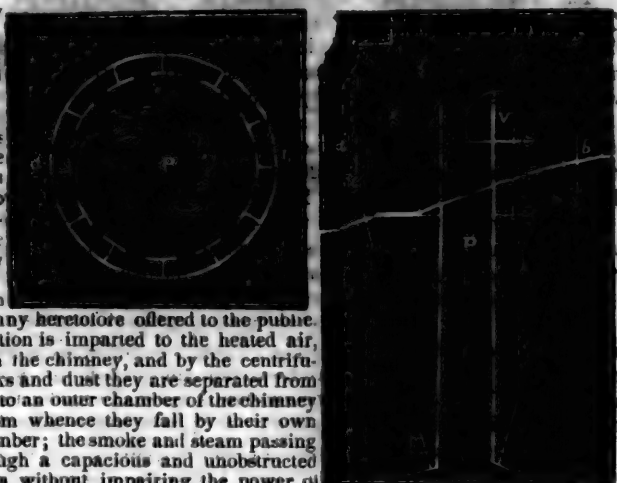 P
V
b
P
any heretofore offered to the public.
tion is imparted to the heated air,
the chimney, and by the centrifu-
ks and dust they are separated from
to an outer chamber of the chimney
m whence they fall by their own
mber; the smoke and steam passing
ugh a capacious and unobstructed
without impairing the power of